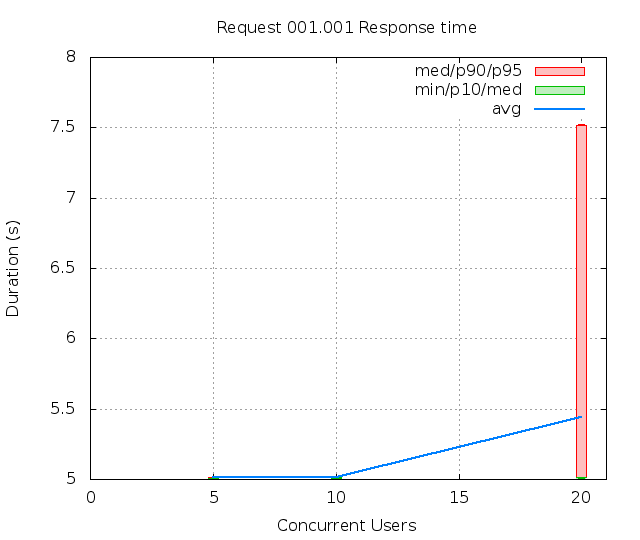 Request 001.001 Response time
med/p90/p95
min/p10/med
avg
8
7.5
7
6.5
6
5.5
5
Duration (s)
0 5 10 15 20
Concurrent Users